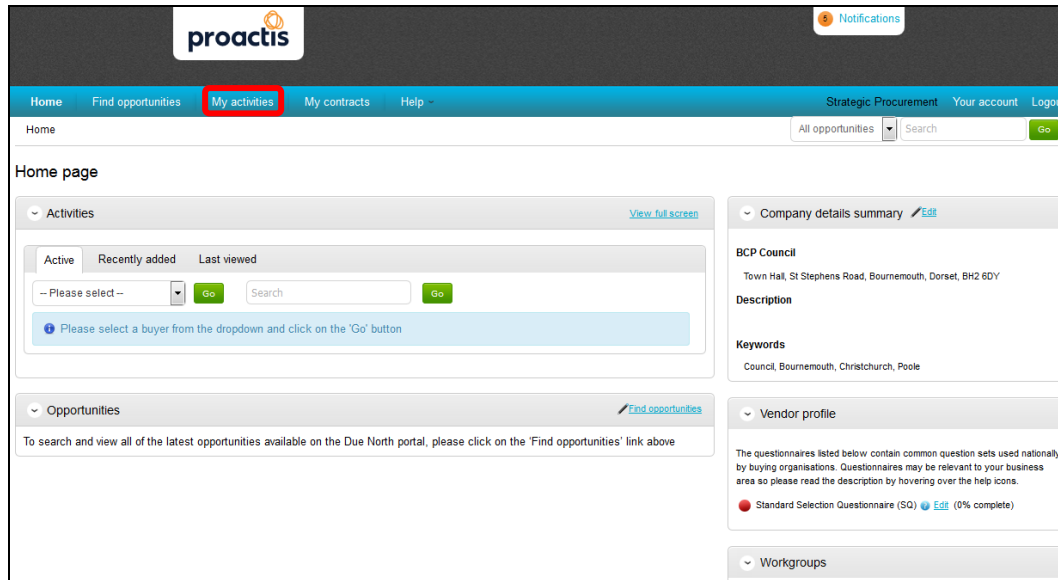 proactis
5 Notifications
Home Find opportunities My activities My contracts Help
Strategic Procurement Your account Logou
Home
All opportunities Search Go
Home page
Activities View full screen
Active Recently added Last viewed
-- Please select -- Go Search Go
Please select a buyer from the dropdown and click on the 'Go' button
Opportunities Find opportunities
To search and view all of the latest opportunities available on the Due North portal, please click on the 'Find opportunities' link above
Company details summary Edit
BCP Council
Town Hall, St Stephens Road, Bournemouth, Dorset, BH2 6DY
Description
Keywords
Council, Bournemouth, Christchurch, Poole
Vendor profile
The questionnaires listed below contain common question sets used nationally
by buying organisations. Questionnaires may be relevant to your business
area so please read the description by hovering over the help icons.
Standard Selection Questionnaire (SQ) Edit (0% complete)
Workgroups